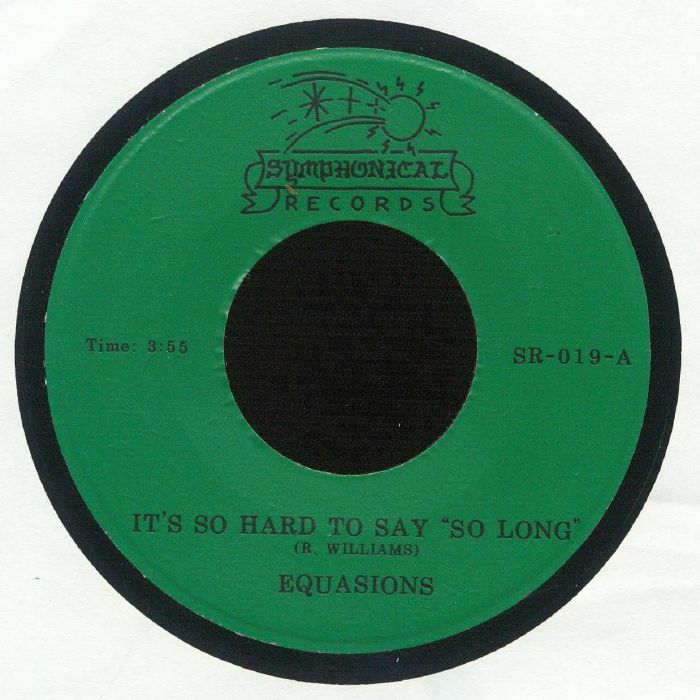 SYMPHONICAL
RECORDS
Time: 3:55
SR-019-A
IT'S SO HARD TO SAY "SO LONG"
(R. WILLIAMS)
EQUASIONS